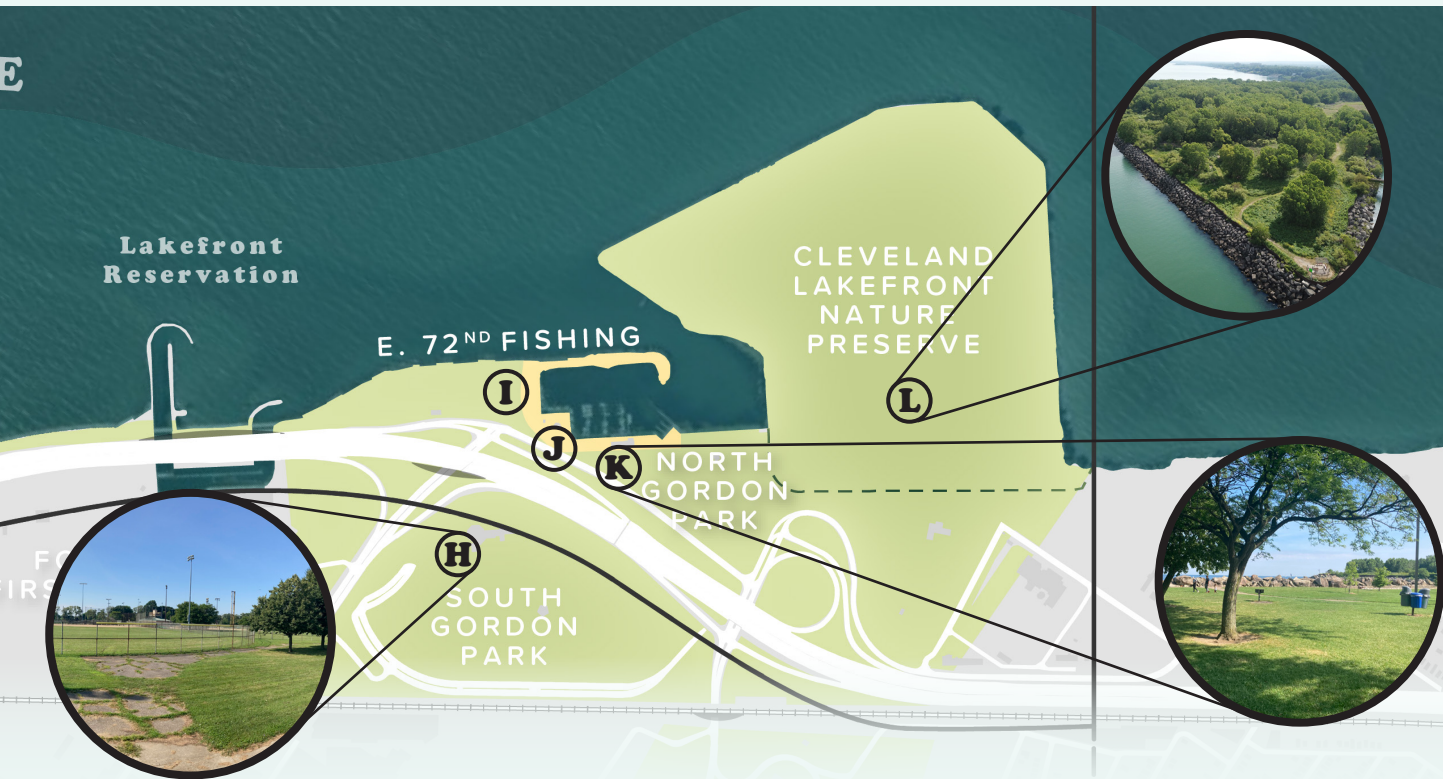 E
Lakefront
Reservation
E. 72ND FISHING
CLEVELAND
LAKEFRONT
NATURE
PRESERVE
I
L
J
K
NORTH
GORDON
PARK
H
SOUTH
GORDON
PARK